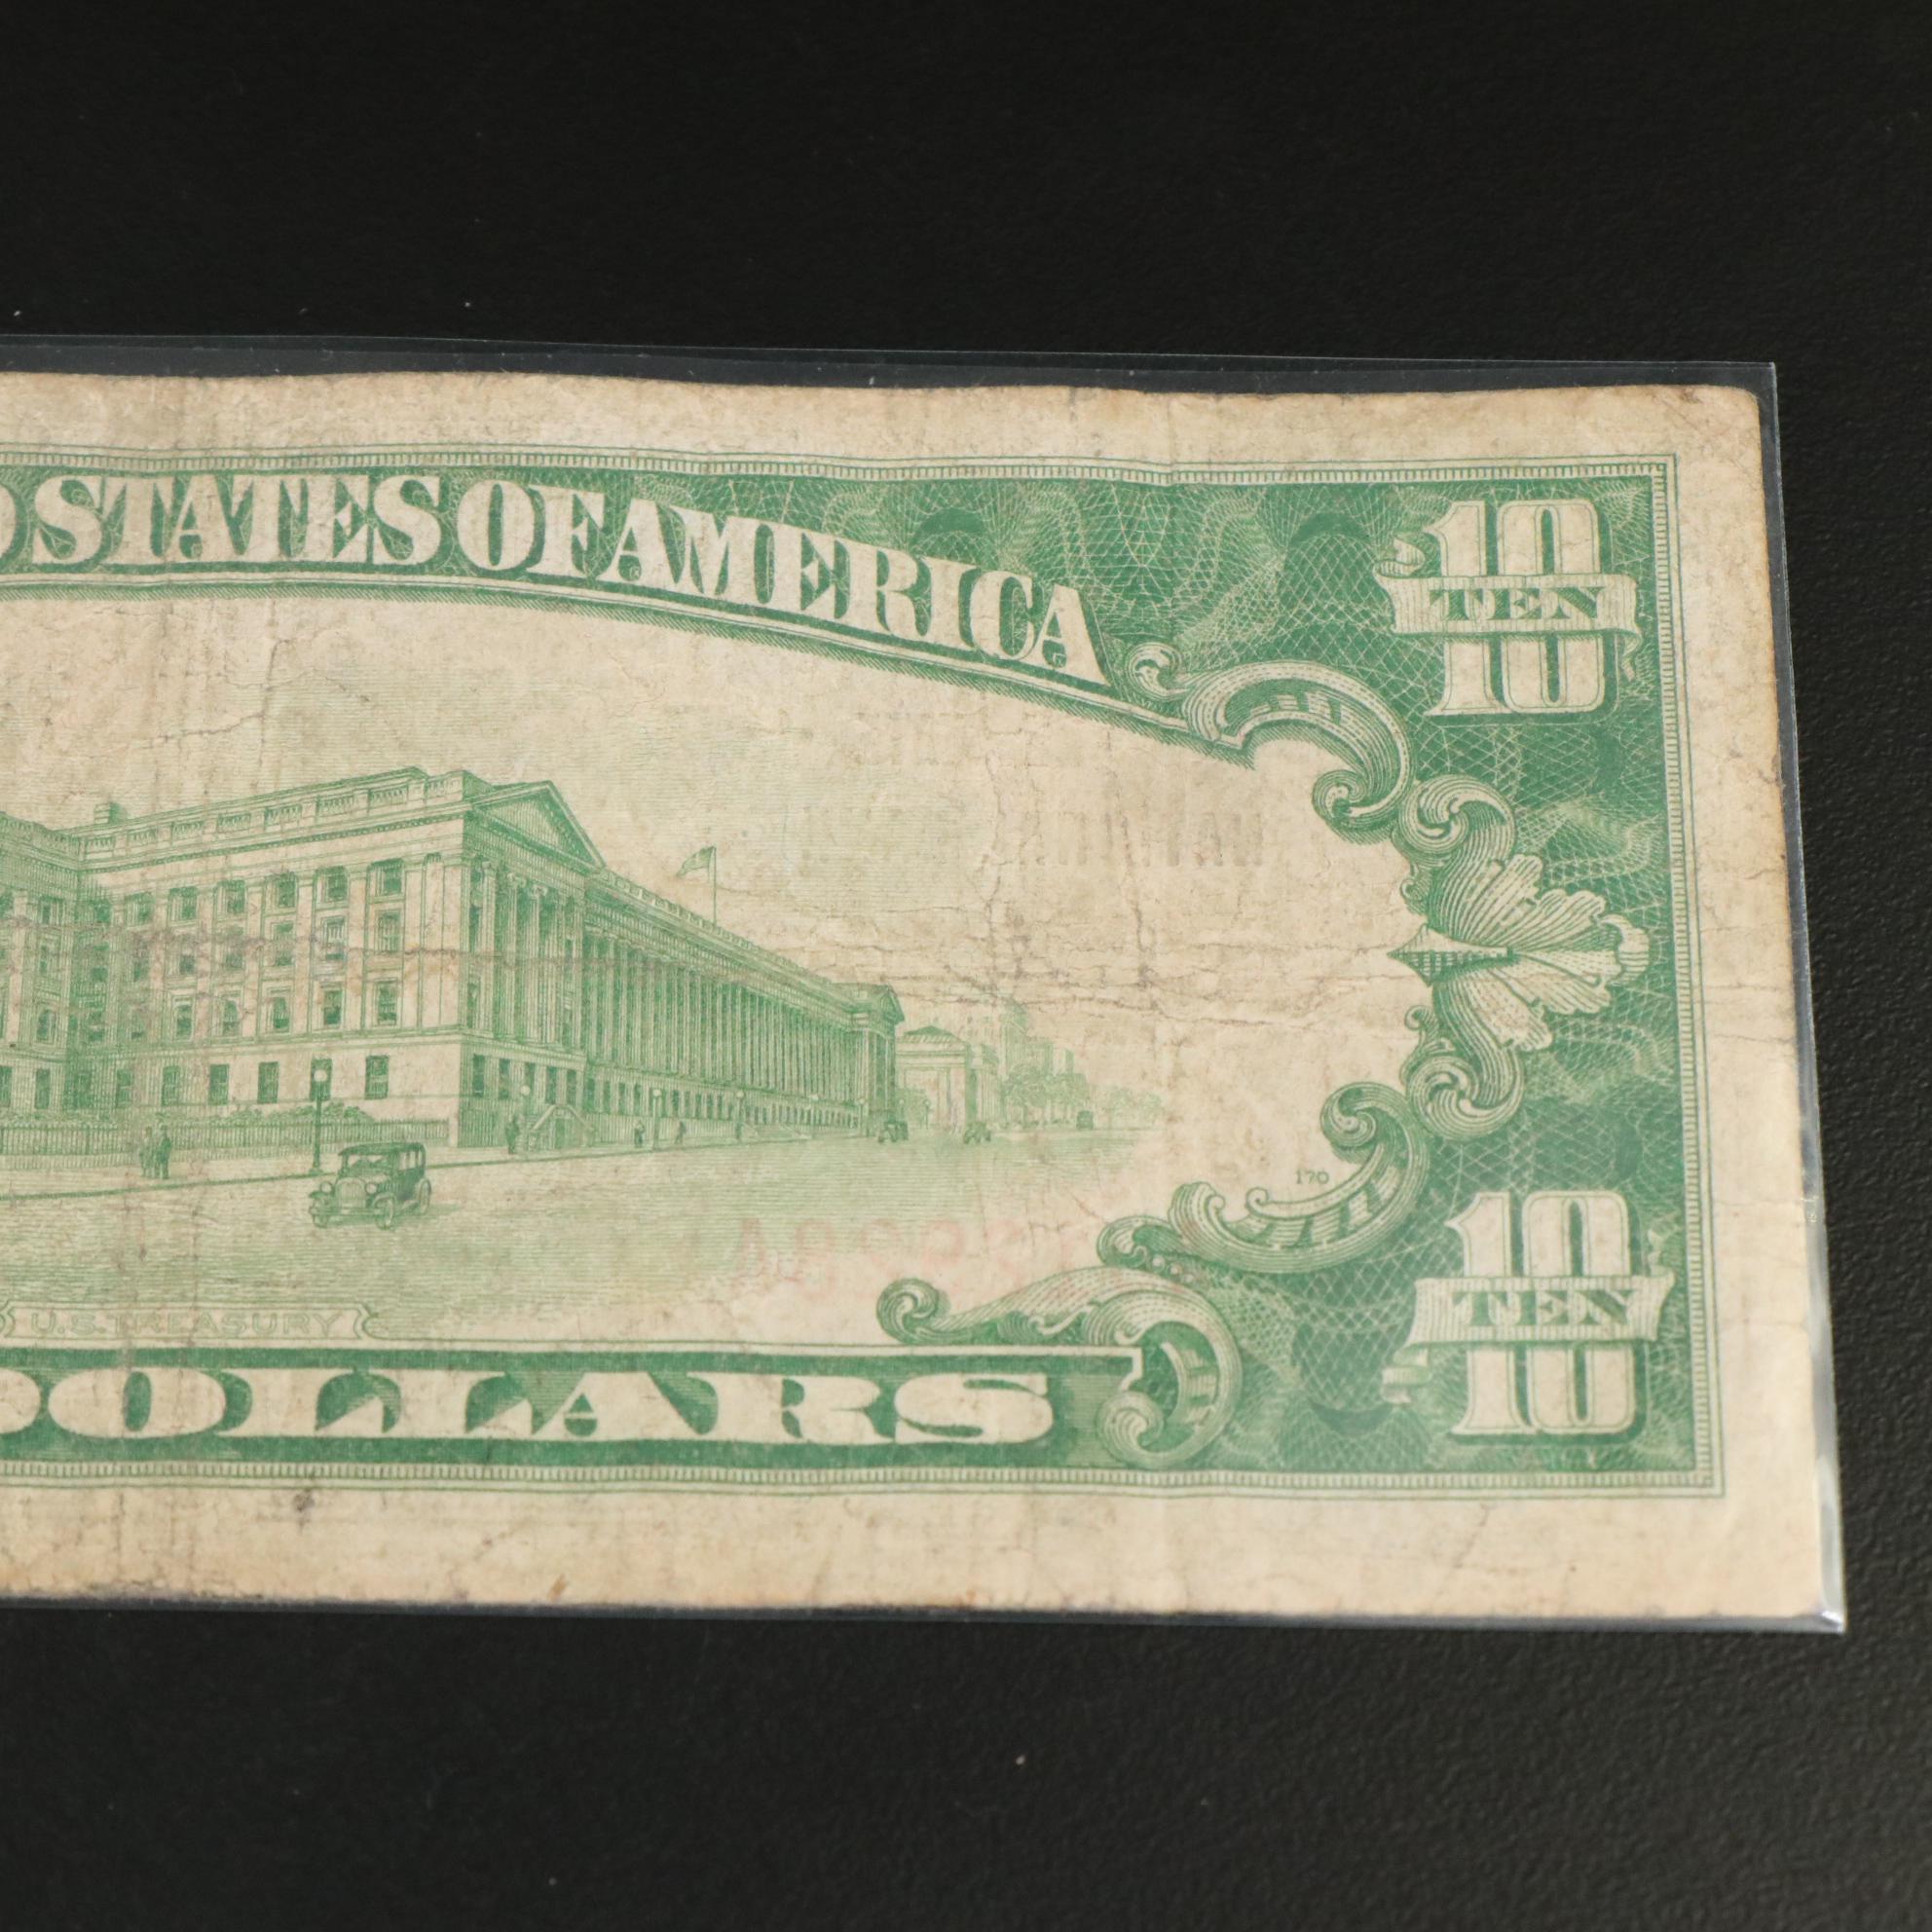 D STATES OF AMERICA
10
TEN
10
170
10
TEN
10
U.S. TREASURY
DOLLARS